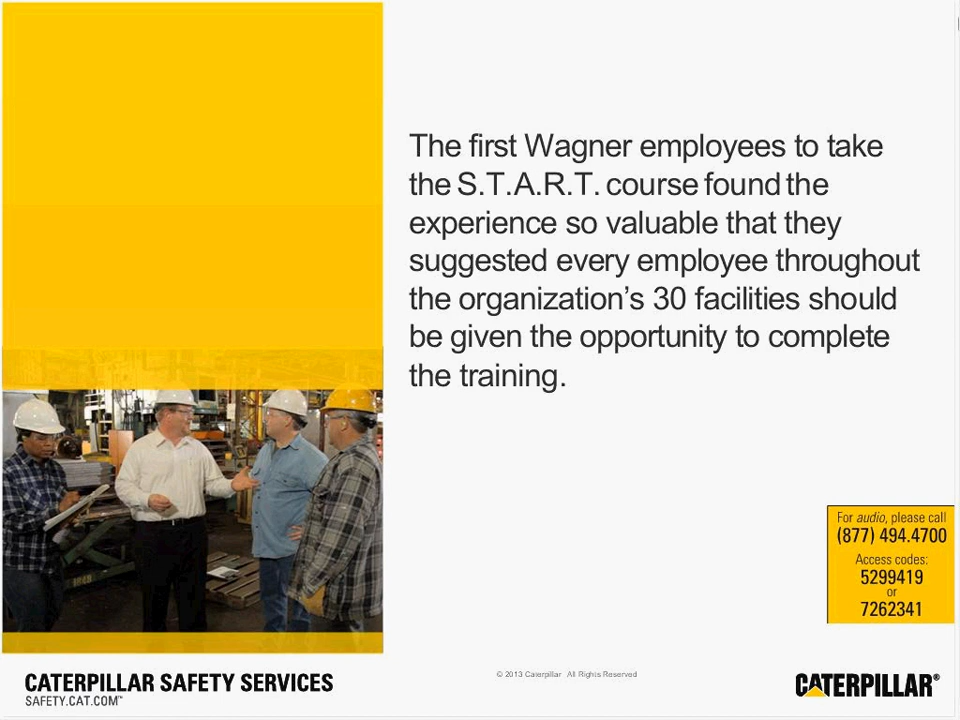 The first Wagner employees to take
the S.T.A.R.T. course found the
experience so valuable that they
suggested every employee throughout
the organization’s 30 facilities should
be given the opportunity to complete
the training.
For audio, please call
(877) 494.4700
Access codes:
5299419
or
7262341
CATERPILLAR SAFETY SERVICES
SAFETY.CAT.COM™
© 2013 Caterpillar All Rights Reserved
CATERPILLAR®